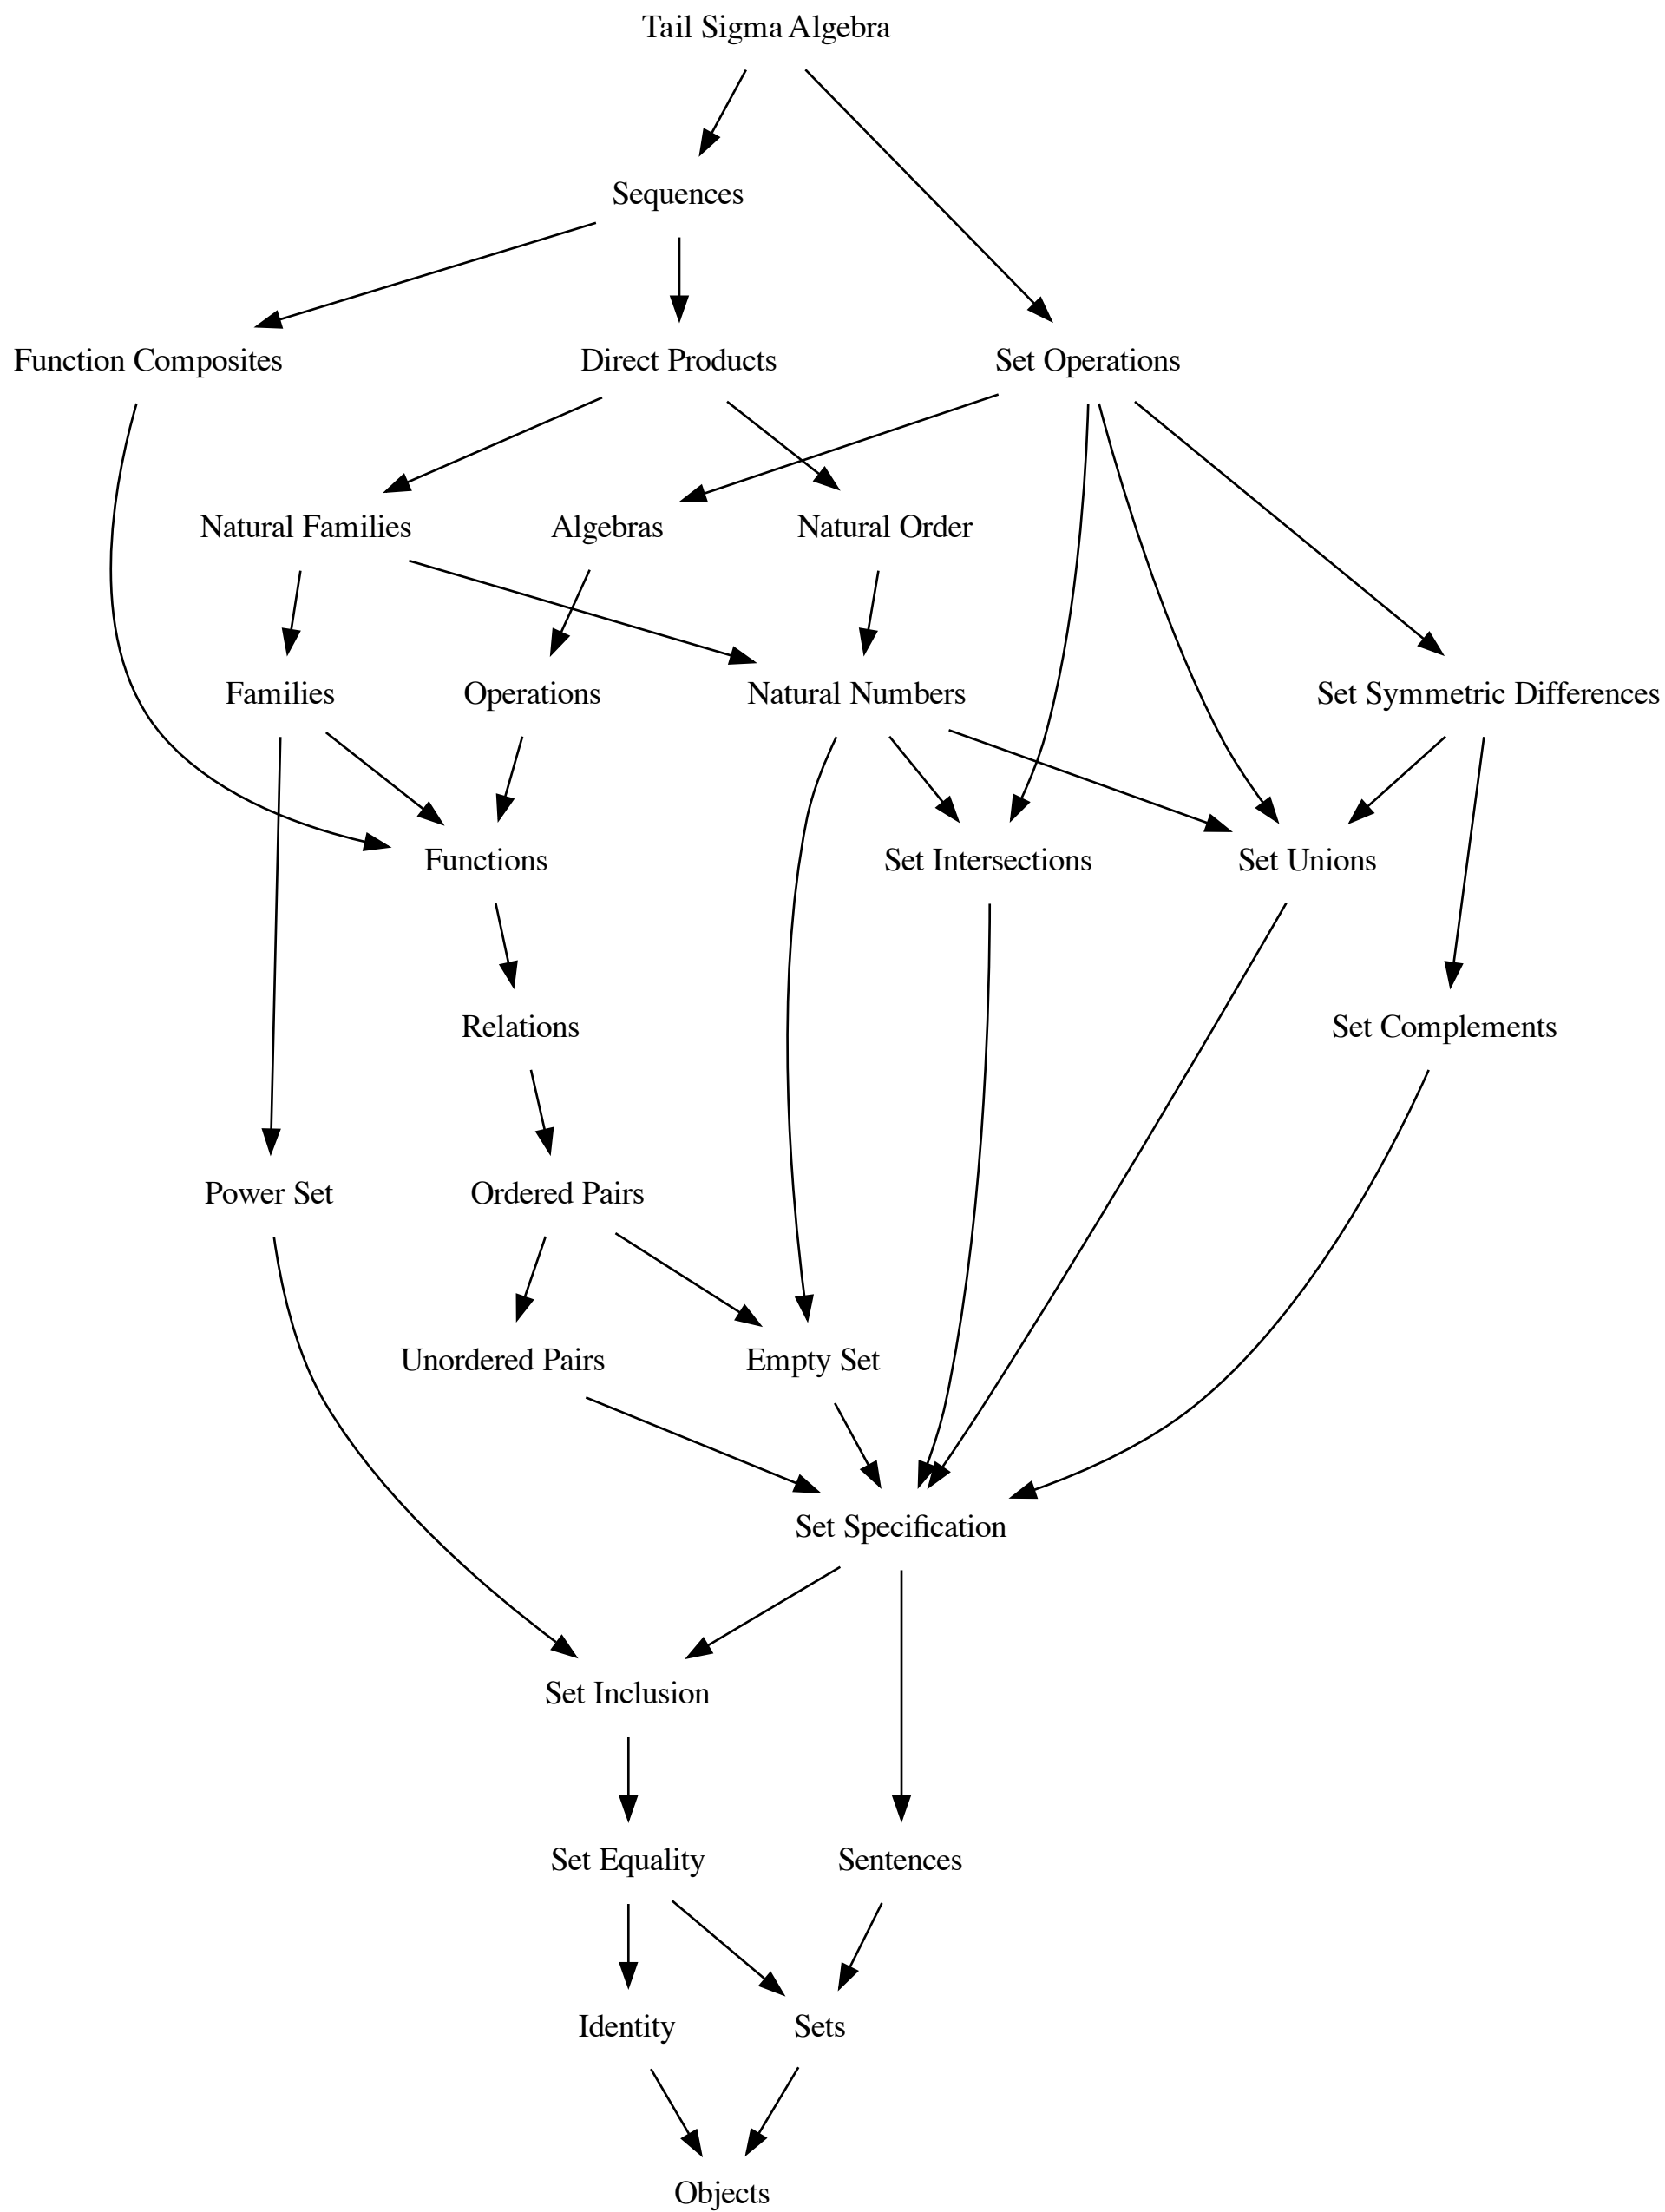 Tail Sigma Algebra
Sequences
Function Composites
Direct Products
Set Operations
Natural Families
Algebras
Natural Order
Families
Operations
Natural Numbers
Set Symmetric Differences
Functions
Set Intersections
Set Unions
Relations
Set Complements
Power Set
Ordered Pairs
Unordered Pairs
Empty Set
Set Specification
Set Inclusion
Set Equality
Sentences
Identity
Sets
Objects